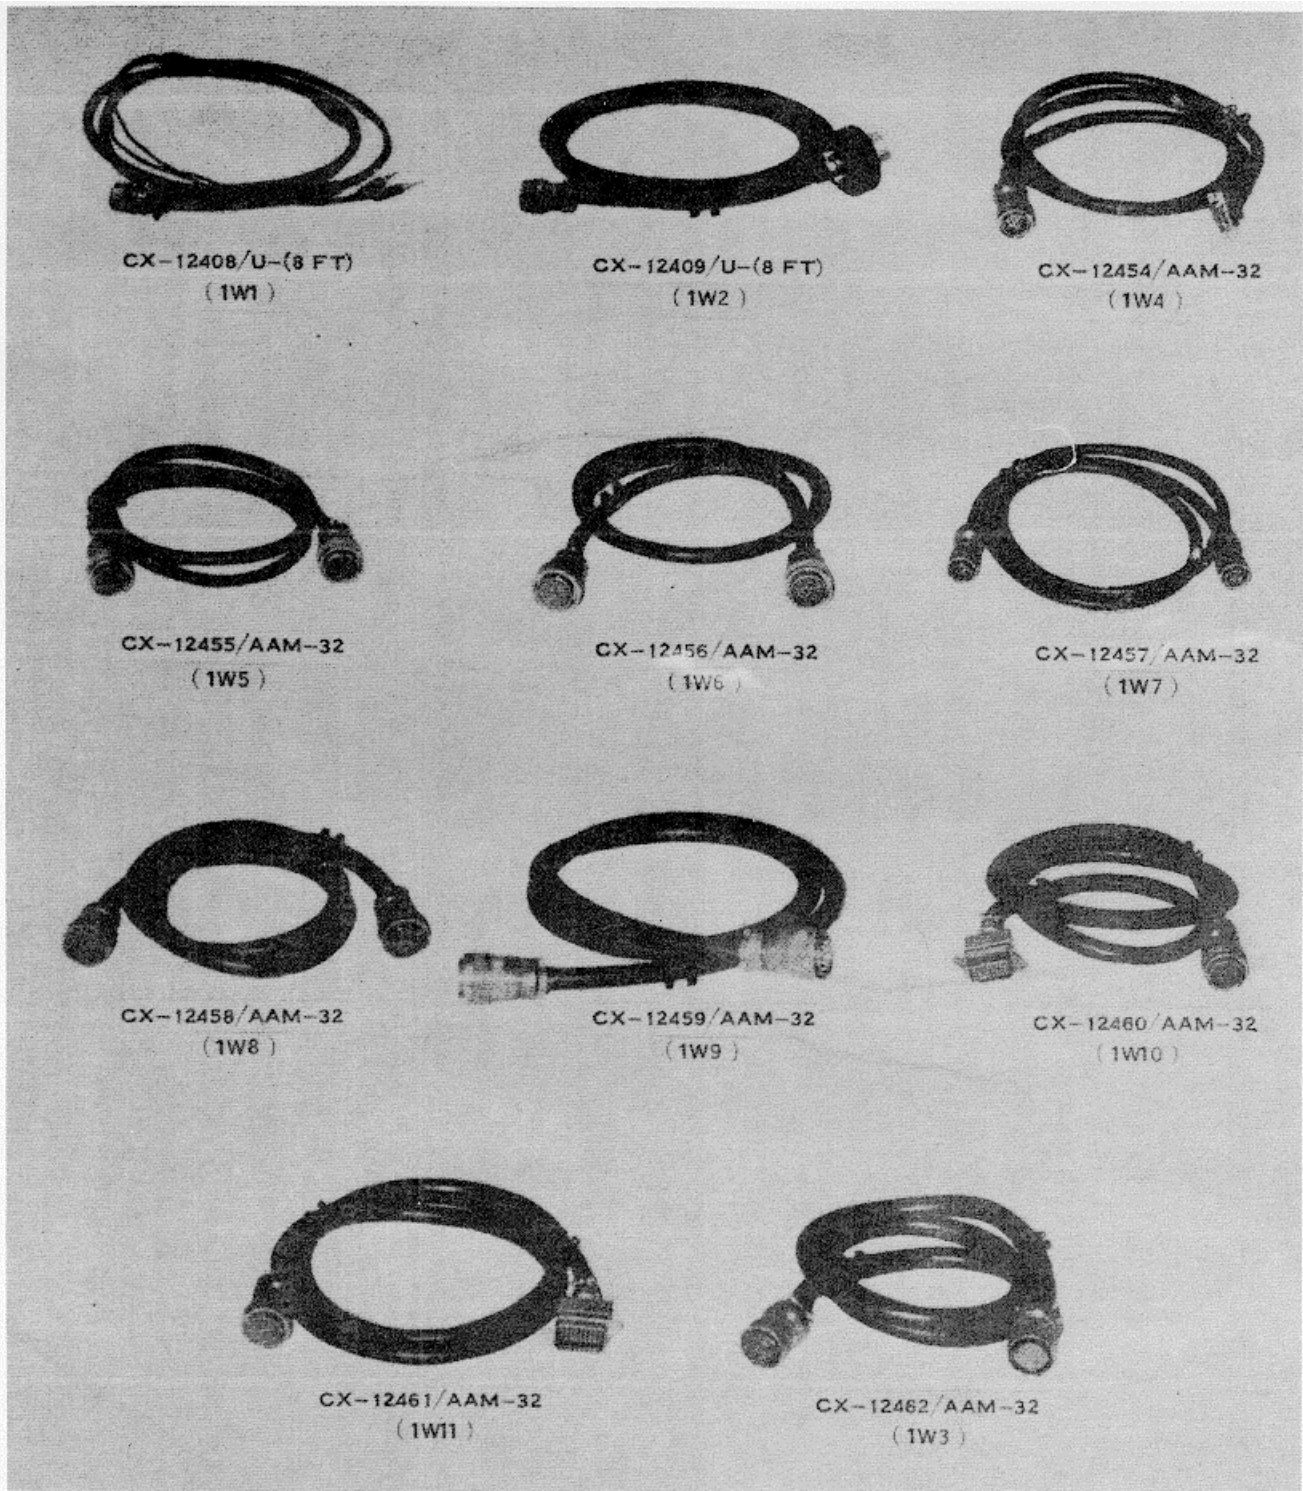 CX-12408/U-(8 FT)
(1W1)
CX-12409/U-(8 FT)
(1W2)
CX-12454/AAM-32
(1W4)
CX-12455/AAM-32
(1W5)
CX-12456/AAM-32
(1W6)
CX-12457/AAM-32
(1W7)
CX-12458/AAM-32
(1W8)
CX-12459/AAM-32
(1W9)
CX-12460/AAM-32
(1W10)
CX-12461/AAM-32
(1W11)
CX-12462/AAM-32
(1W3)